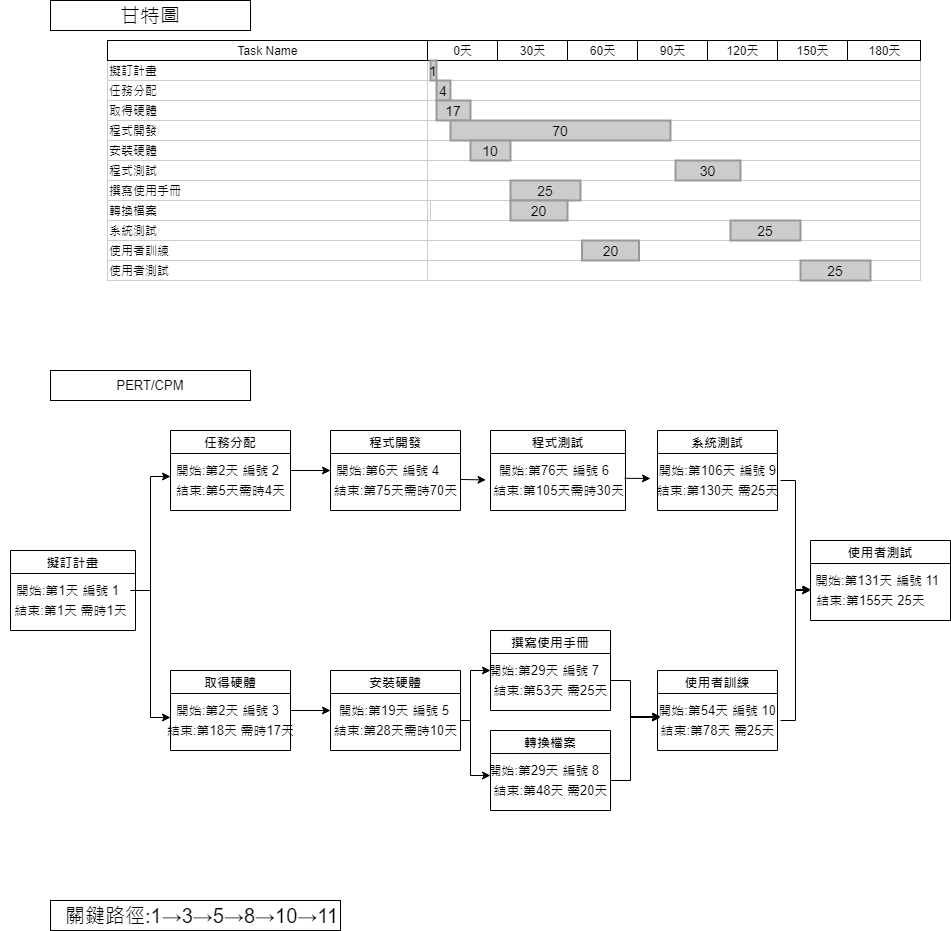 甘特圖
Task Name 0天 30天 60天 90天 120天 150天 180天
擬訂計畫 1
任務分配 4
取得硬體 17
程式開發 70
安裝硬體 10
程式測試 30
撰寫使用手冊 25
轉換檔案 20
系統測試 25
使用者訓練 20
使用者測試 25
PERT/CPM
任務分配
開始:第2天 編號 2
結束:第5天需時4天
程式開發
開始:第6天 編號 4
結束:第75天需時70天
程式測試
開始:第76天 編號 6
結束:第105天需時30天
系統測試
開始:第106天 編號 9
結束:第130天 需25天
擬訂計畫
開始:第1天 編號 1
結束:第1天 需時1天
使用者測試
開始:第131天 編號 11
結束:第155天 25天
取得硬體
開始:第2天 編號 3
結束:第18天 需時17天
安裝硬體
開始:第19天 編號 5
結束:第28天需時10天
撰寫使用手冊
開始:第29天 編號 7
結束:第53天 需25天
轉換檔案
開始:第29天 編號 8
結束:第48天 需20天
使用者訓練
開始:第54天 編號 10
結束:第78天 需25天
關鍵路徑:1→3→5→8→10→11